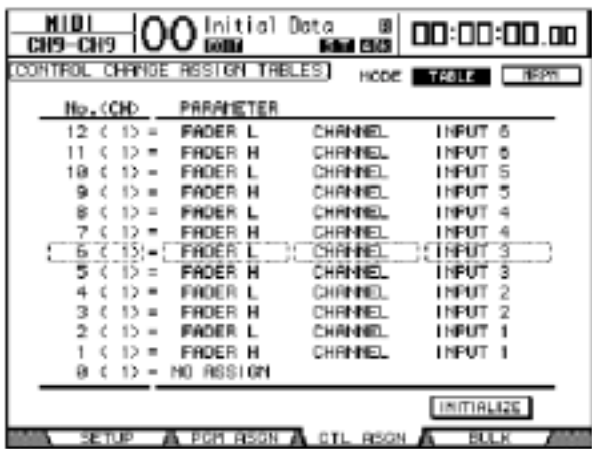 MIDI
CH9-CH9
00 Initial Data
EDIT
00:00:00.00
CONTROL CHANGE ASSIGN TABLES
MODE TABLE NRPN
No.(CH) PARAMETER
12 ( 1) = FADER L CHANNEL INPUT 6
11 ( 1) = FADER H CHANNEL INPUT 6
10 ( 1) = FADER L CHANNEL INPUT 5
9 ( 1) = FADER H CHANNEL INPUT 5
8 ( 1) = FADER L CHANNEL INPUT 4
7 ( 1) = FADER H CHANNEL INPUT 4
6 ( 1) = FADER L CHANNEL INPUT 3
5 ( 1) = FADER H CHANNEL INPUT 3
4 ( 1) = FADER L CHANNEL INPUT 2
3 ( 1) = FADER H CHANNEL INPUT 2
2 ( 1) = FADER L CHANNEL INPUT 1
1 ( 1) = FADER H CHANNEL INPUT 1
0 ( 1) = NO ASSIGN
INITIALIZE
SETUP PGM ASGN CTL ASGN BULK